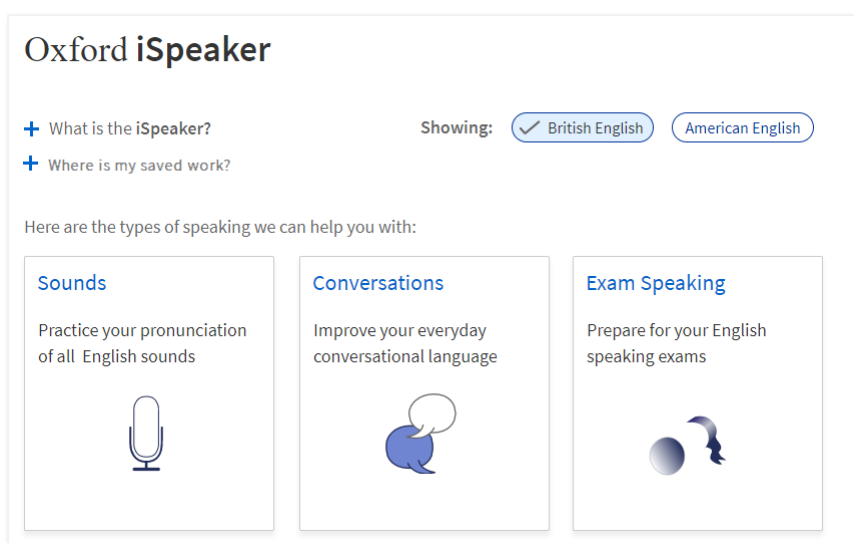 Oxford iSpeaker
What is the iSpeaker?
Showing: British English American English
Where is my saved work?
Here are the types of speaking we can help you with:
Sounds
Practice your pronunciation
of all English sounds
Conversations
Improve your everyday
conversational language
Exam Speaking
Prepare for your English
speaking exams